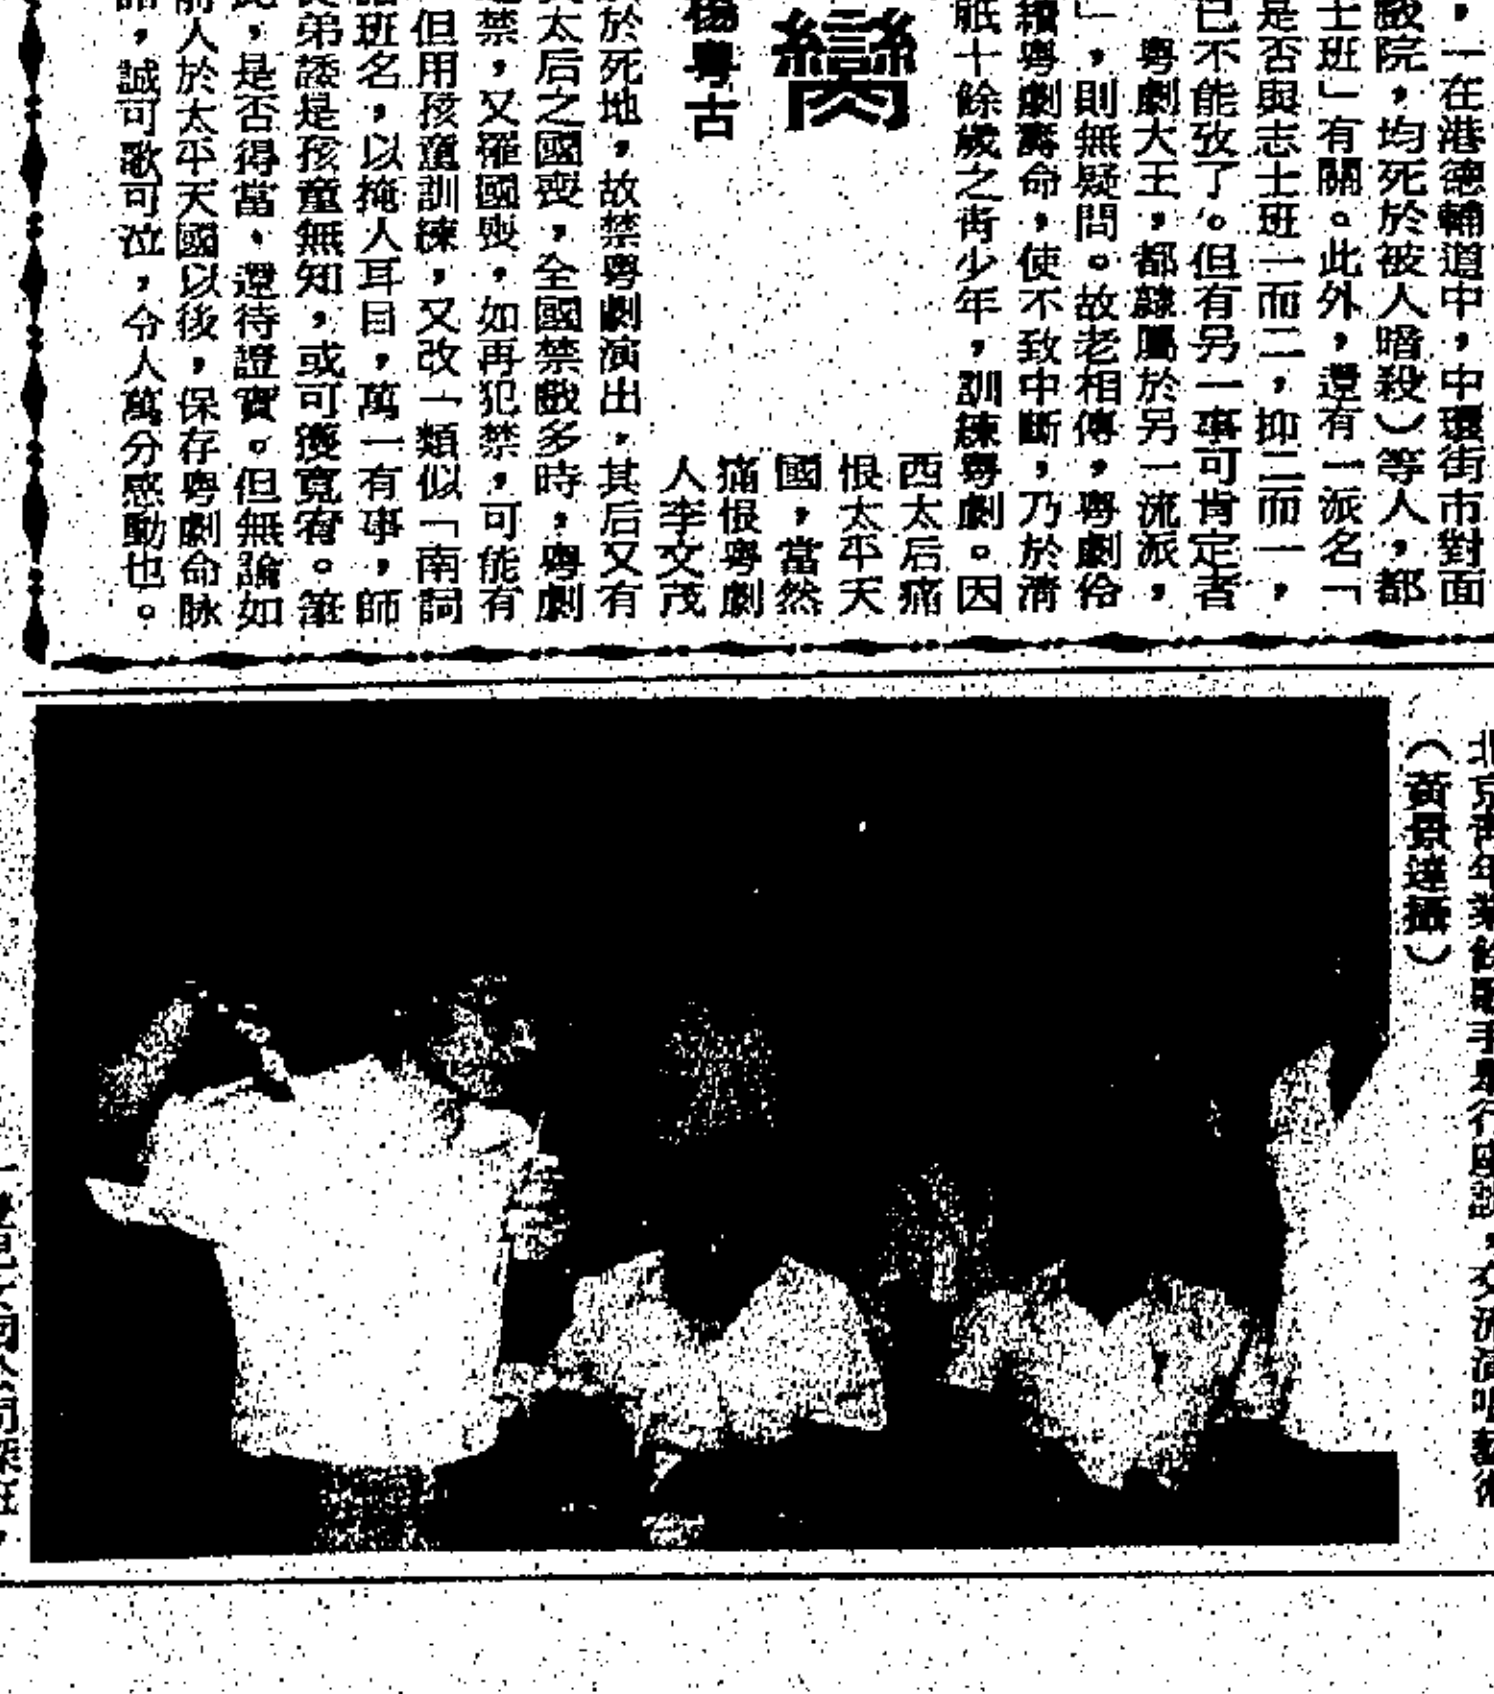 ，一在港德輔道中，中環街市對面
戲院，均死於被人暗殺）等人，都
士班」有關。此外，還有一派名「
是否與志士班一而二，抑二而一，
已不能攷了。但有另一事可肯定者
粵劇大王，都隸屬於另一流派，
」，則無疑問。故老相傳，粵劇伶
續粵劇壽命，使不致中斷，乃於清
祇十餘歲之青少年，訓練粵劇。因
西太后痛
恨太平天
國，當然
痛恨粵劇
人李文茂
臠
楊粵古
於死地，故禁粵劇演出，其后又有
太后之國喪，全國禁戲多時，粵劇
禁，又罹國喪，如再犯禁，可能有
但用孩童訓練，又改一類似「南詞
班名，以掩人耳目，萬一有事，師
弟諉是孩童無知，或可獲寬宥。筆
此，是否得當，還待證實。但無論如
前人於太平天國以後，保存粵劇命脉
，誠可歌可泣，令人萬分感動也。
北京青年業餘歌手舉行座談，交流演唱藝術
（黃景達攝）